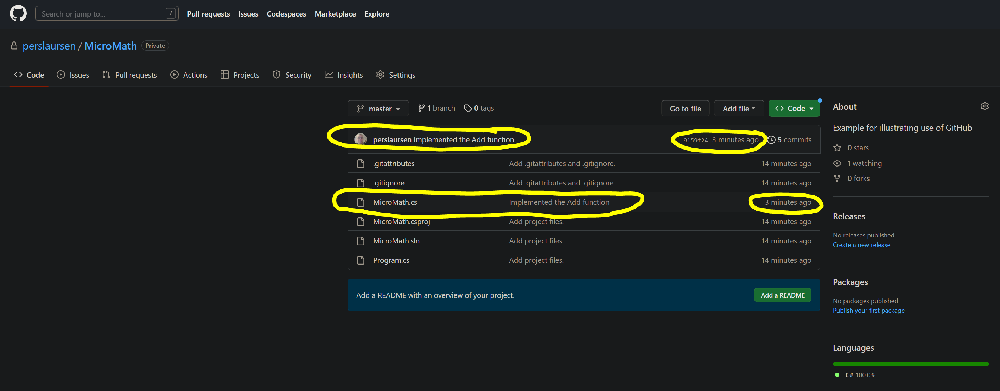 Search or jump to... / Pull requests Issues Codespaces Marketplace Explore
perslaursen / MicroMath Private
Code Issues Pull requests Actions Projects Security Insights Settings
master 1 branch 0 tags Go to file Add file Code
perslaursen Implemented the Add function 9159f24 3 minutes ago 5 commits
.gitattributes Add .gitattributes and .gitignore. 14 minutes ago
.gitignore Add .gitattributes and .gitignore. 14 minutes ago
MicroMath.cs Implemented the Add function 3 minutes ago
MicroMath.csproj Add project files. 14 minutes ago
MicroMath.sln Add project files. 14 minutes ago
Program.cs Add project files. 14 minutes ago
Add a README with an overview of your project. Add a README
About
Example for illustrating use of GitHub
0 stars
1 watching
0 forks
Releases
No releases published
Create a new release
Packages
No packages published
Publish your first package
Languages
C# 100.0%